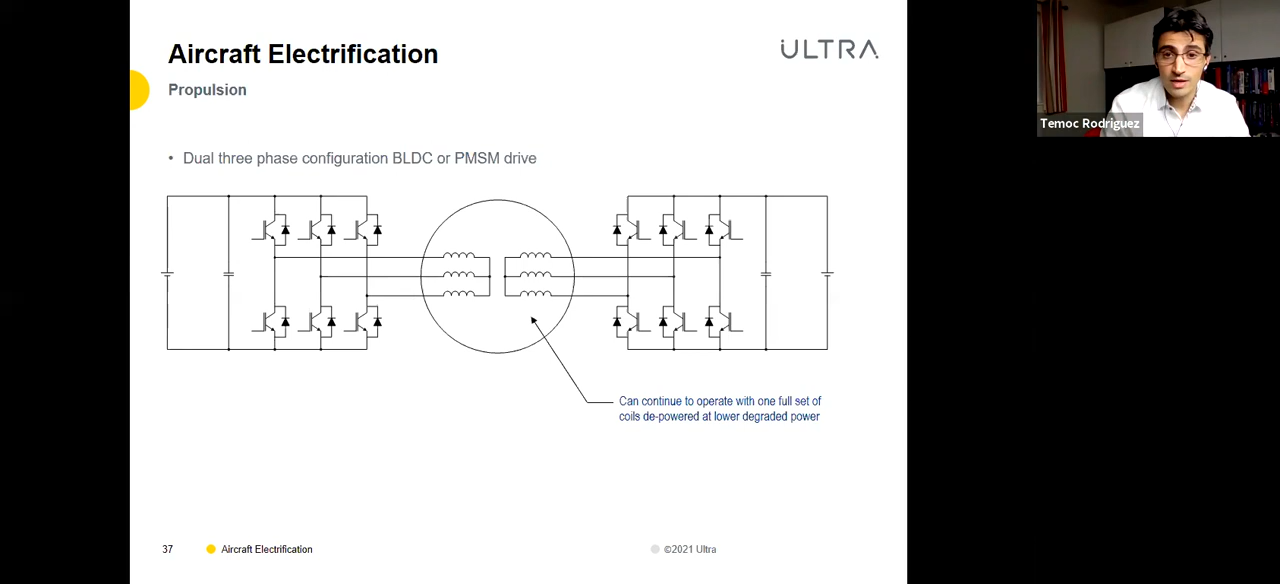 Aircraft Electrification
ULTRA
Propulsion
Temoc Rodriguez
• Dual three phase configuration BLDC or PMSM drive
Can continue to operate with one full set of
coils de-powered at lower degraded power
37
Aircraft Electrification
©2021 Ultra